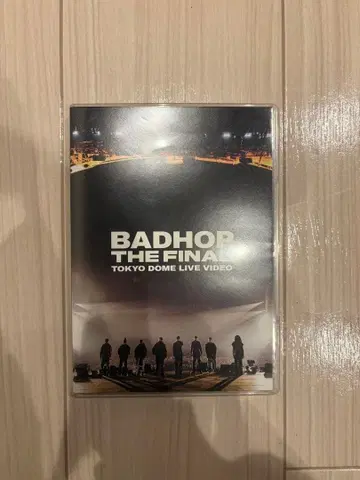 BADHOP
THE FINAL
TOKYO DOME LIVE VIDEO